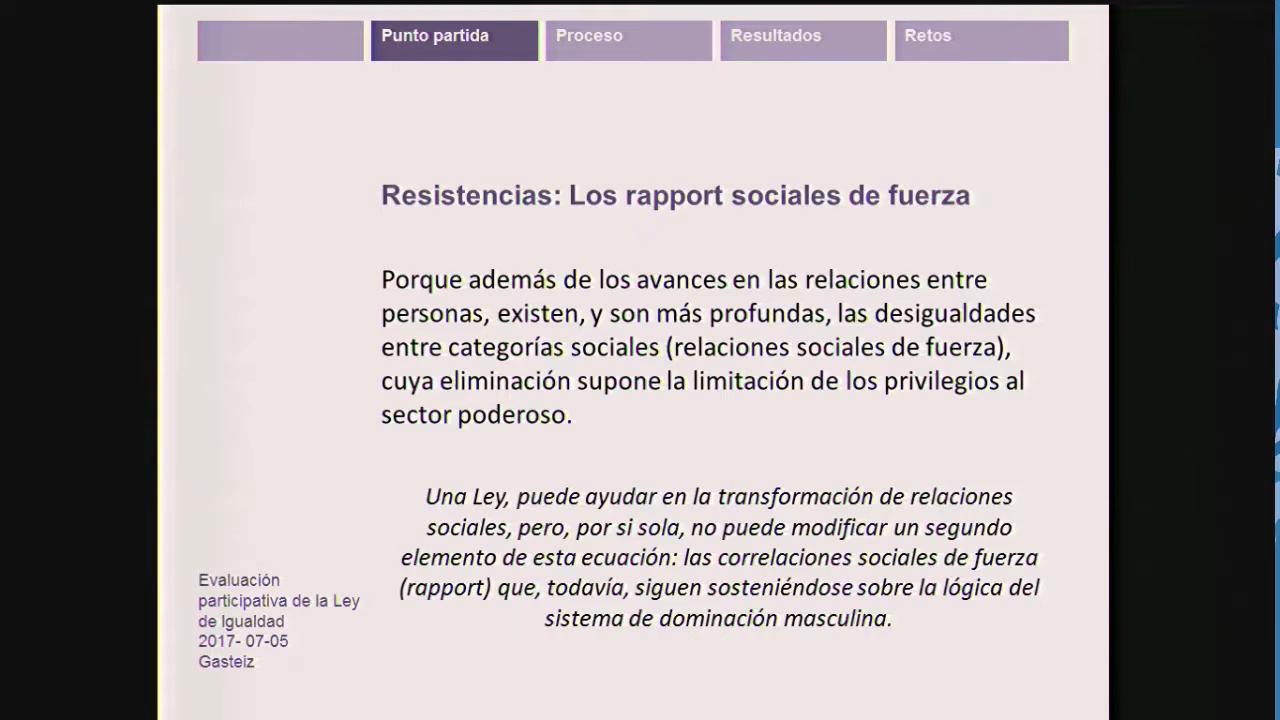 Punto partida
Proceso
Resultados
Retos
Resistencias: Los rapport sociales de fuerza
Porque además de los avances en las relaciones entre
personas, existen, y son más profundas, las desigualdades
entre categorías sociales (relaciones sociales de fuerza),
cuya eliminación supone la limitación de los privilegios al
sector poderoso.
Una Ley, puede ayudar en la transformación de relaciones
sociales, pero, por si sola, no puede modificar un segundo
elemento de esta ecuación: las correlaciones sociales de fuerza
(rapport) que, todavía, siguen sosteniéndose sobre la lógica del
sistema de dominación masculina.
Evaluación
participativa de la Ley
de Igualdad
2017- 07-05
Gasteiz